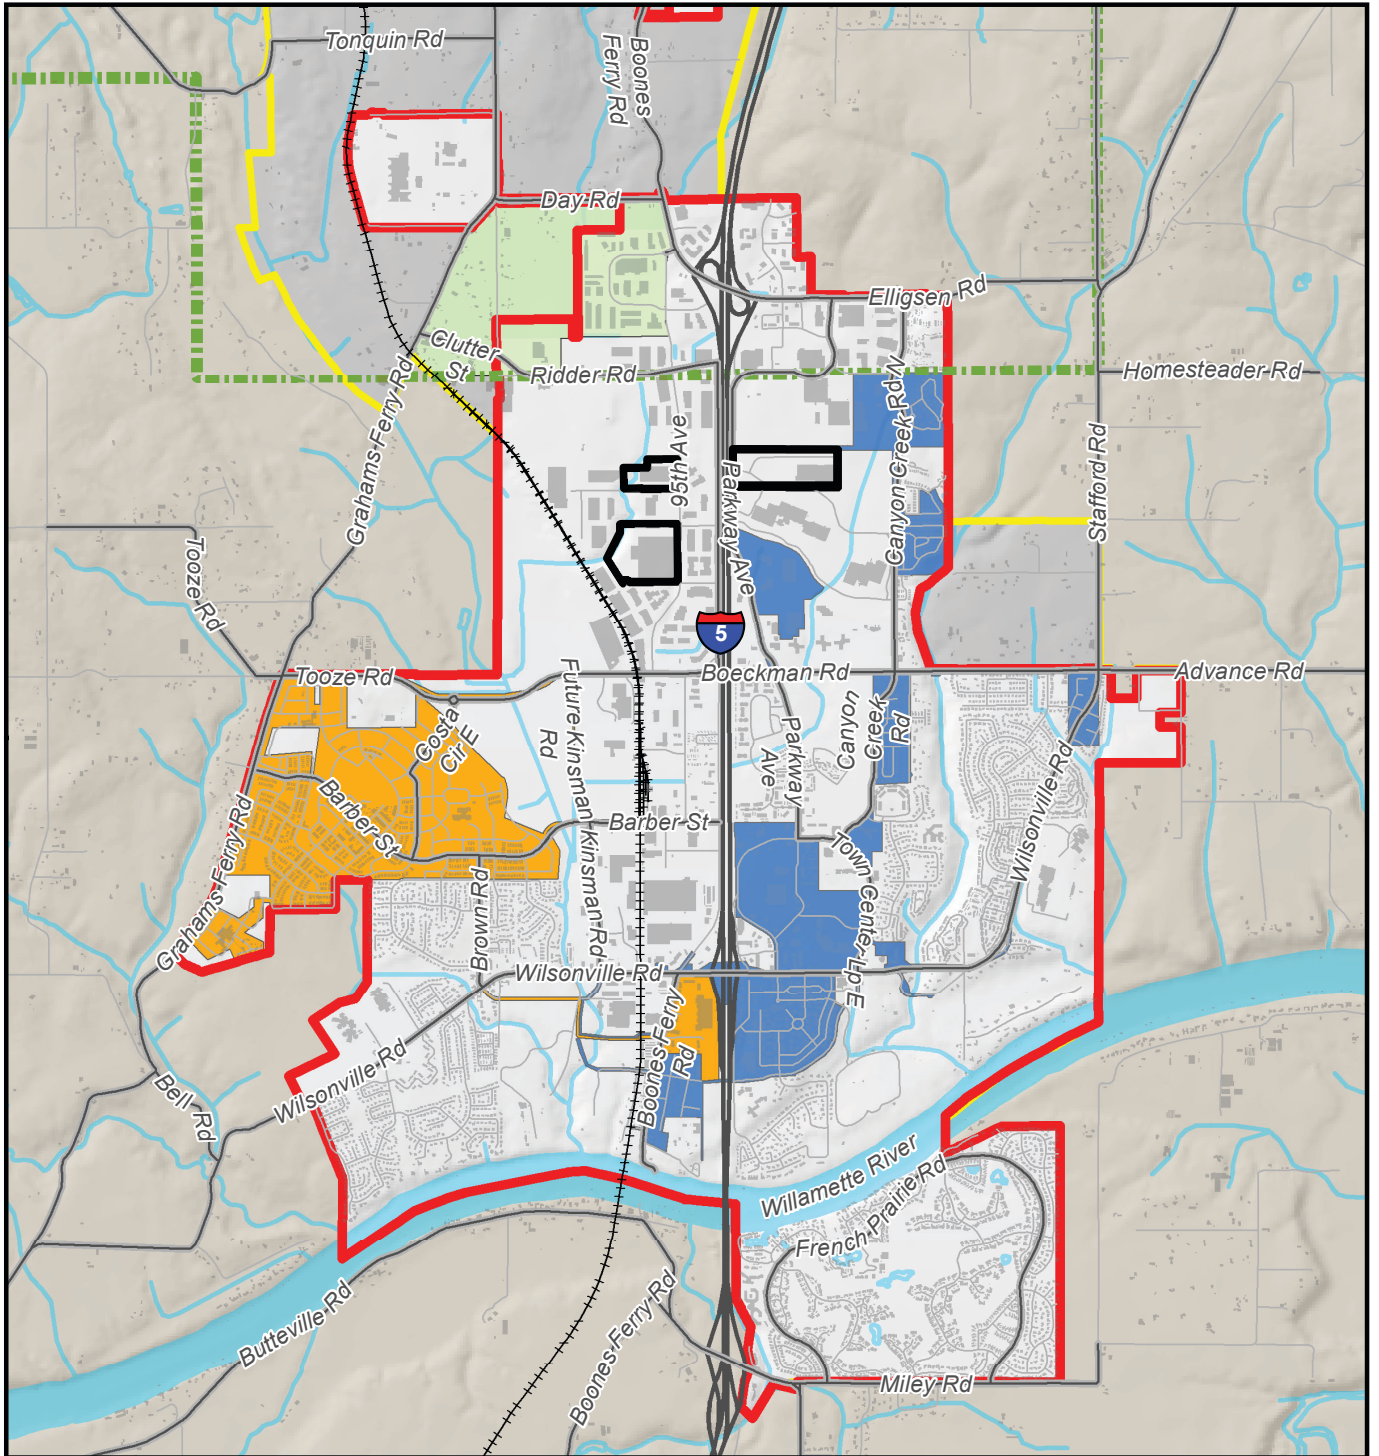 Tonquin Rd
Boones
Ferry Rd
Day Rd
Elligsen Rd
Clutter
St
Ridder Rd
Homesteader Rd
Grahams Ferry Rd
95th Ave
Parkway Ave
Canyon Creek Rd N
Stafford Rd
Tooze Rd
5
Tooze Rd
Boeckman Rd
Advance Rd
Costa
Cir E
Future-Kinsman
Rd
Parkway
Ave
Canyon
Creek
Rd
Wilsonville Rd
Barber St
Barber St
Grahams Ferry Rd
Brown Rd
Kinsman Rd
Town Center Lp E
Wilsonville Rd
Boones Ferry
Rd
Wilsonville Rd
Bell Rd
Willamette River
French Prairie Rd
Butteville Rd
Boones Ferry Rd
Miley Rd